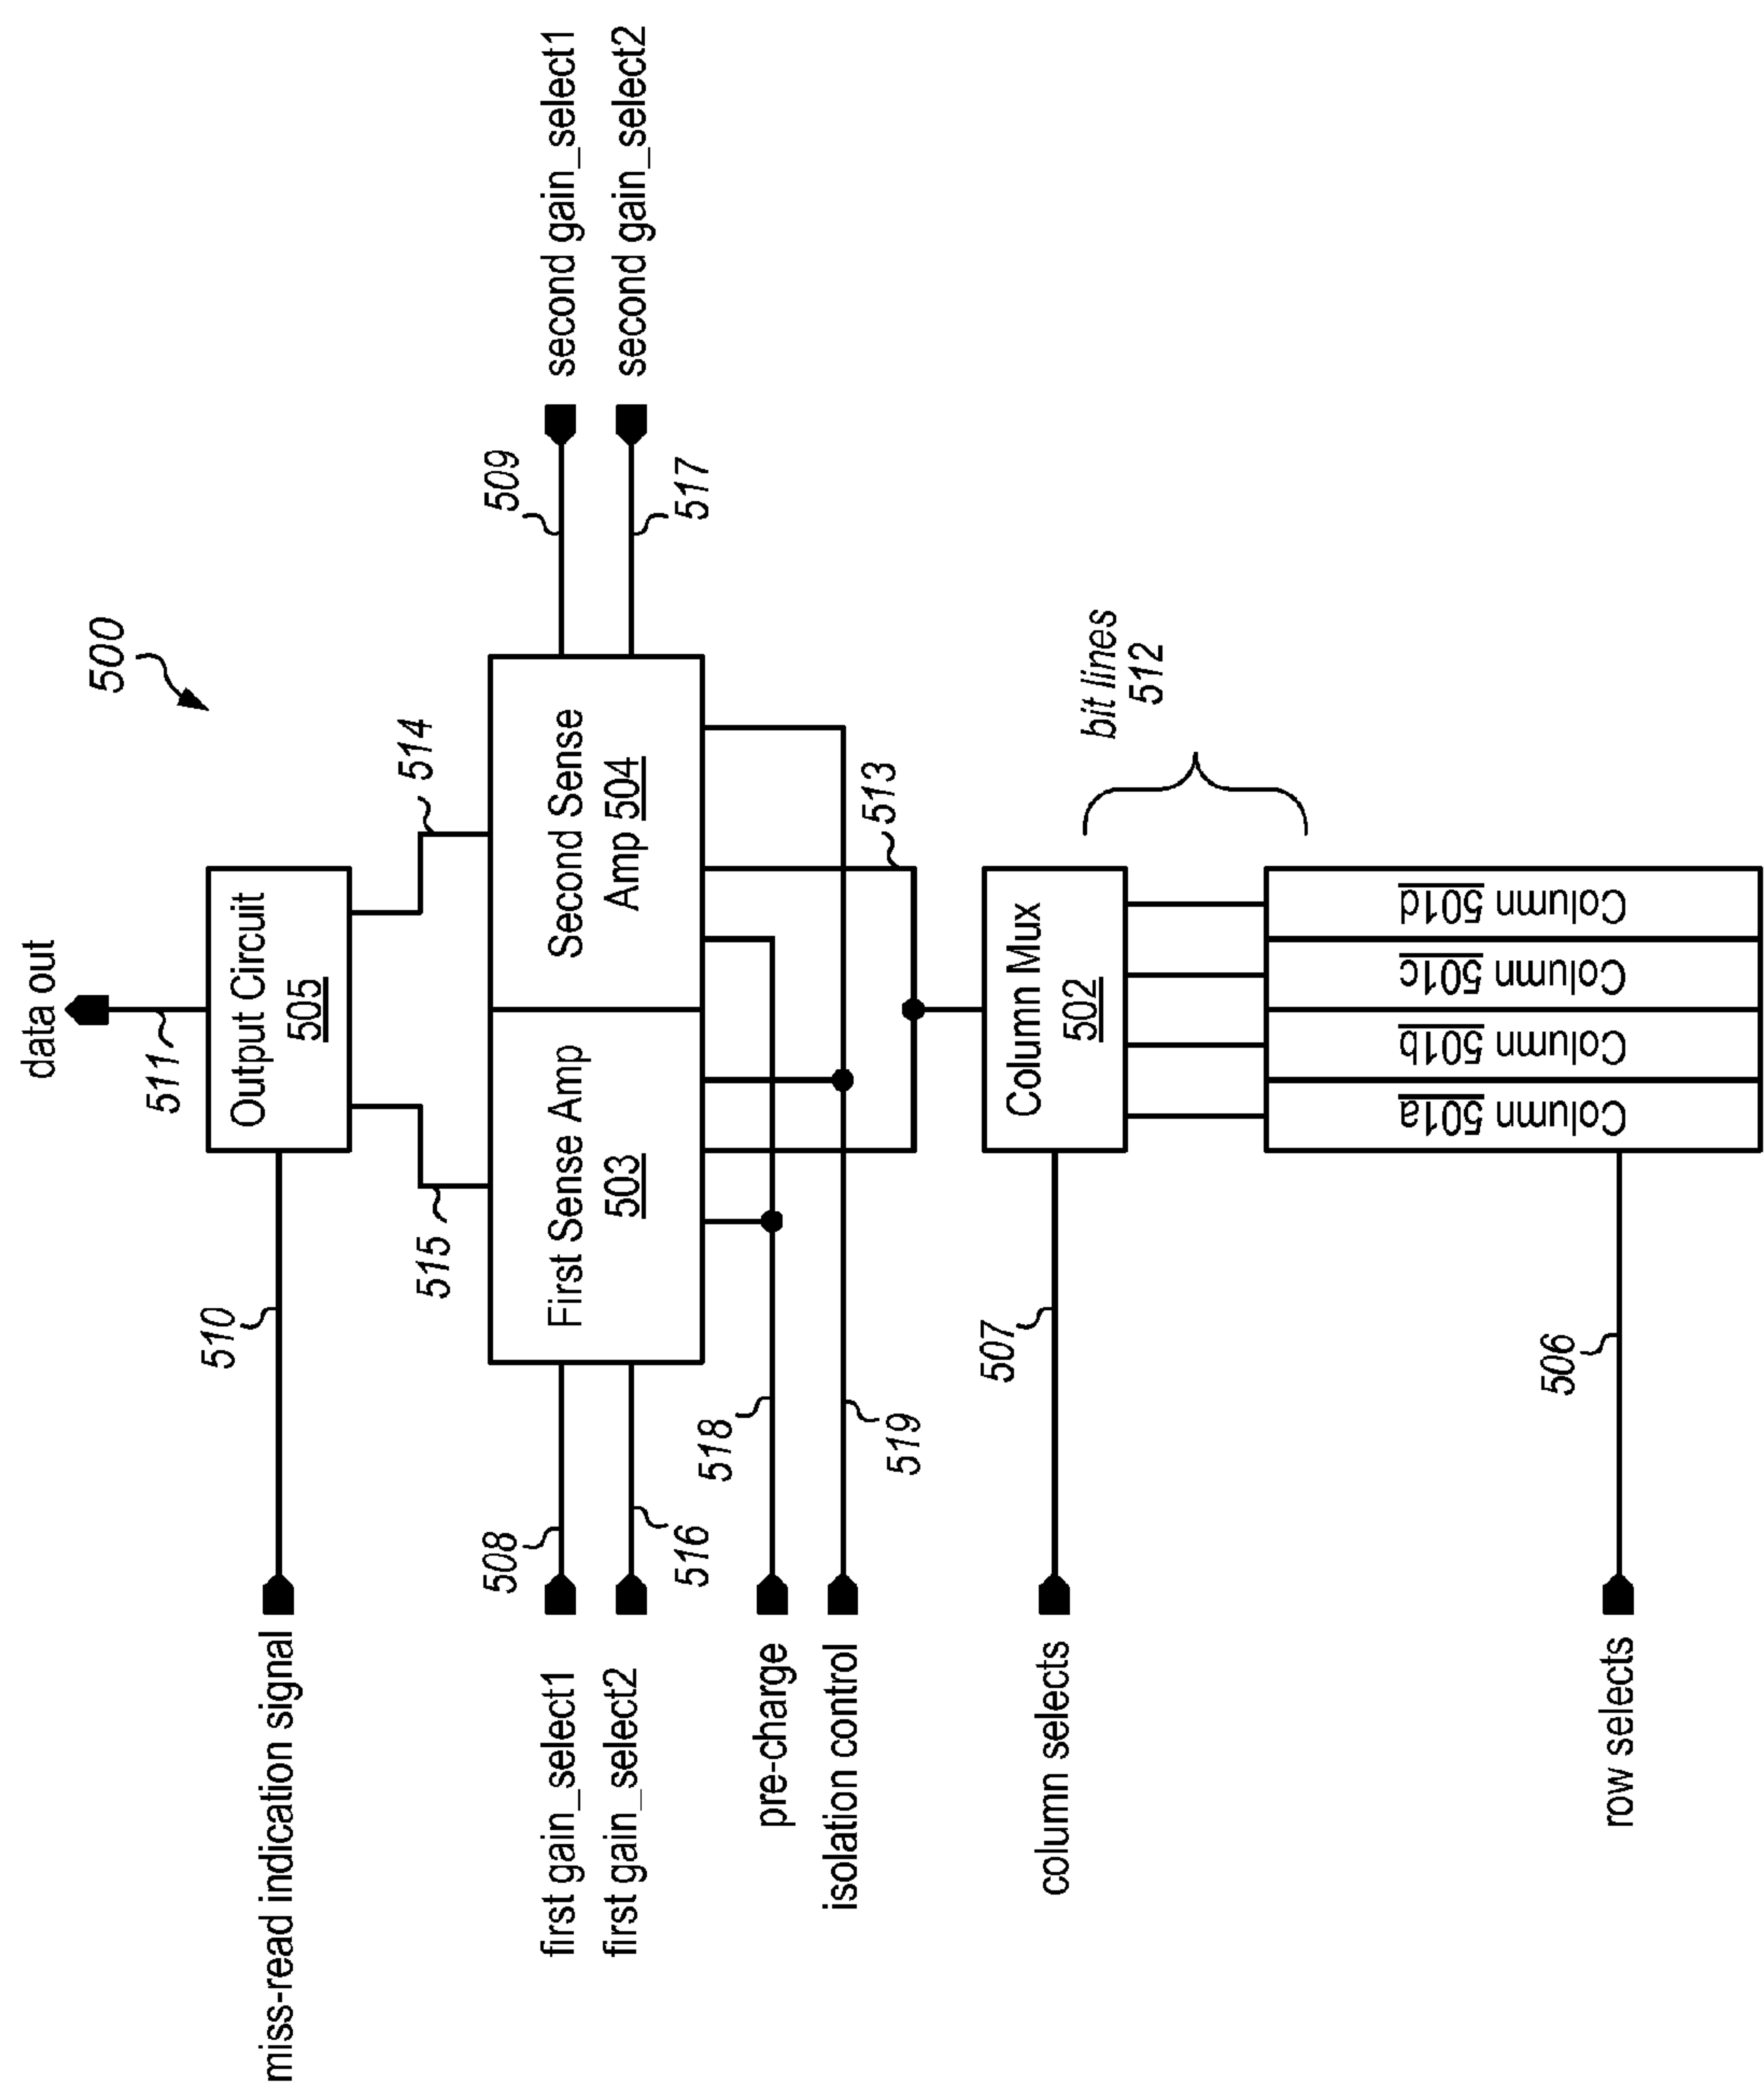 500
data out
511
Output Circuit
505
510
miss-read indication signal
515
514
First Sense Amp
503
Second Sense
Amp 504
508
first gain_select1
516
first gain_select2
509
second gain_select1
517
second gain_select2
518
pre-charge
519
isolation control
513
Column Mux
502
507
column selects
bit lines
512
Column 501a
Column 501b
Column 501c
Column 501d
506
row selects